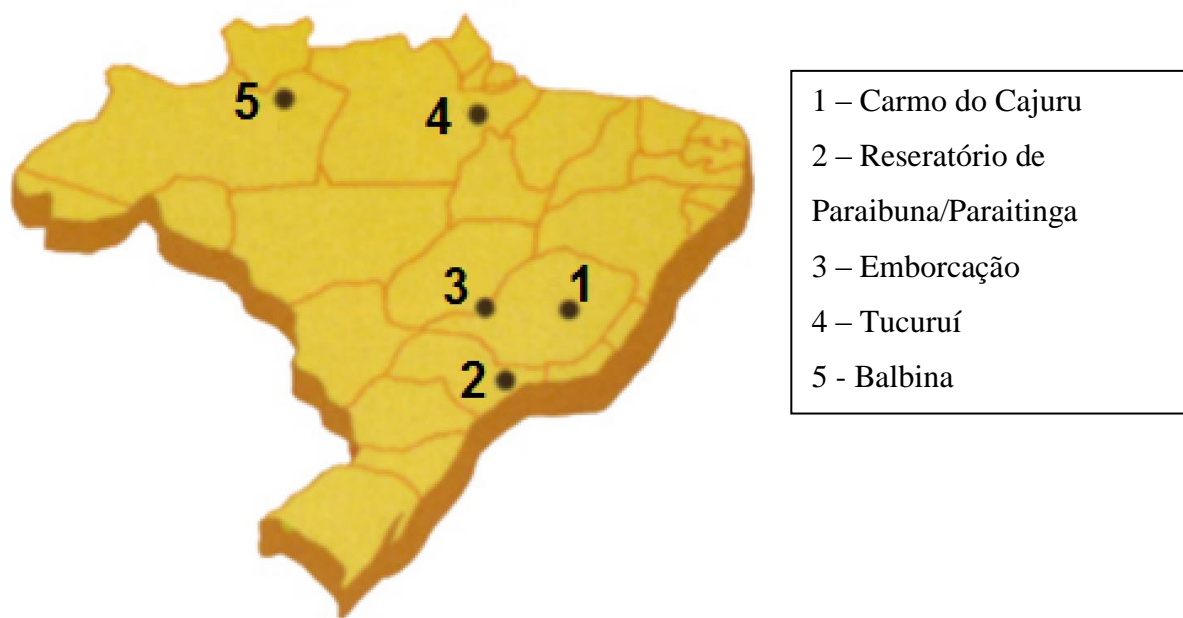 5
4
3
1
2
1 – Carmo do Cajuru
2 – Reseratório de
Paraibuna/Paraitinga
3 – Emborcação
4 – Tucuruí
5 - Balbina